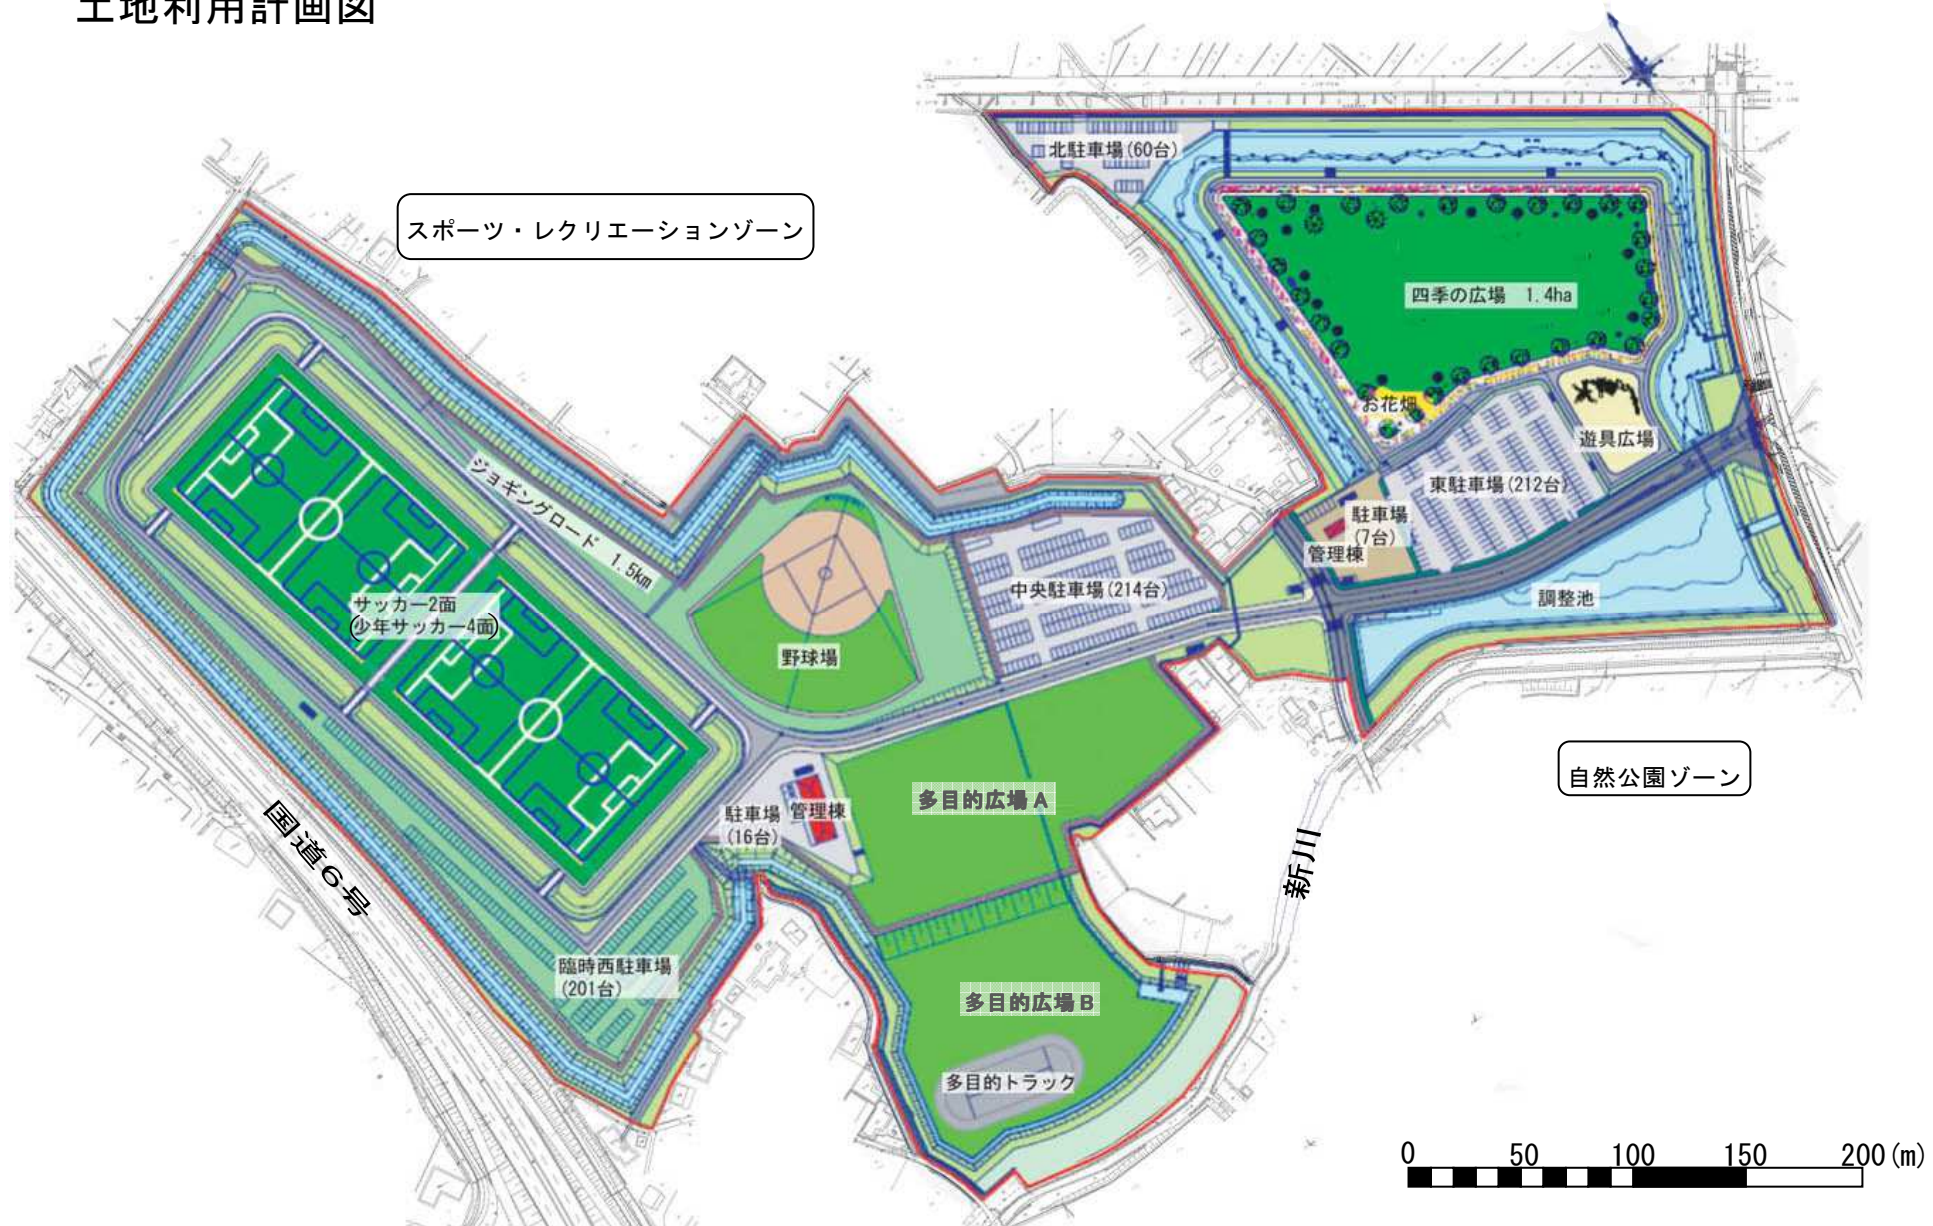 土地利用計画図
北駐車場(60台)
スポーツ・レクリエーションゾーン
四季の広場 1.4ha
お花畑
遊具広場
ジョギングロード 1.5km
東駐車場(212台)
駐車場
(7台)
管理棟
中央駐車場(214台)
調整池
サッカー2面
(少年サッカー4面)
野球場
自然公園ゾーン
多目的広場A
駐車場
(16台)
管理棟
国道6号
新川
臨時西駐車場
(201台)
多目的広場B
多目的トラック
0 50 100 150 200(m)